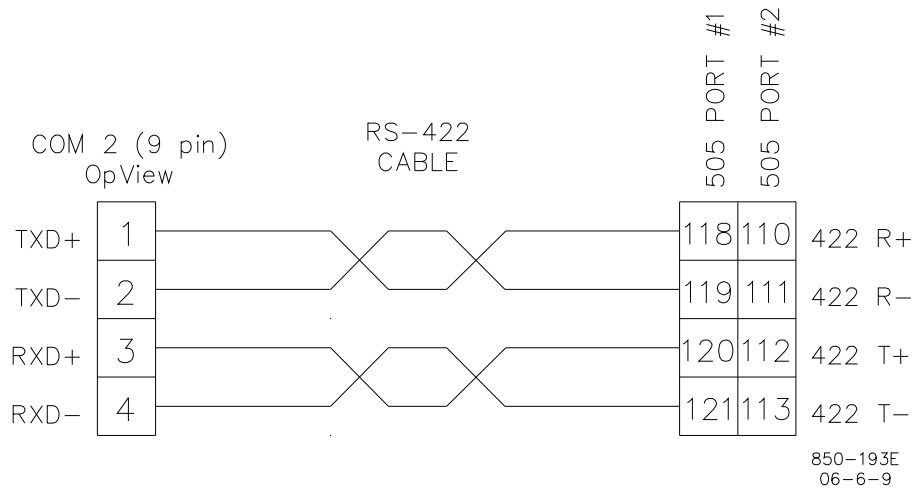 505 PORT #1
505 PORT #2
COM 2 (9 pin)
OpView
RS-422
CABLE
TXD+ 1 118 110 422 R+
TXD- 2 119 111 422 R-
RXD+ 3 120 112 422 T+
RXD- 4 121 113 422 T-
850-193E
06-6-9